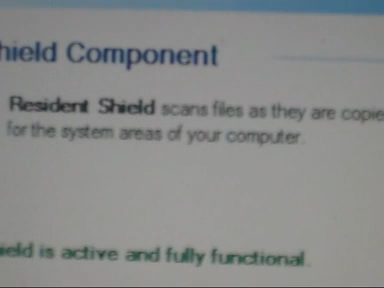 hield Component
Resident Shield scans files as they are copie
for the system areas of your computer.
ield is active and fully functional.